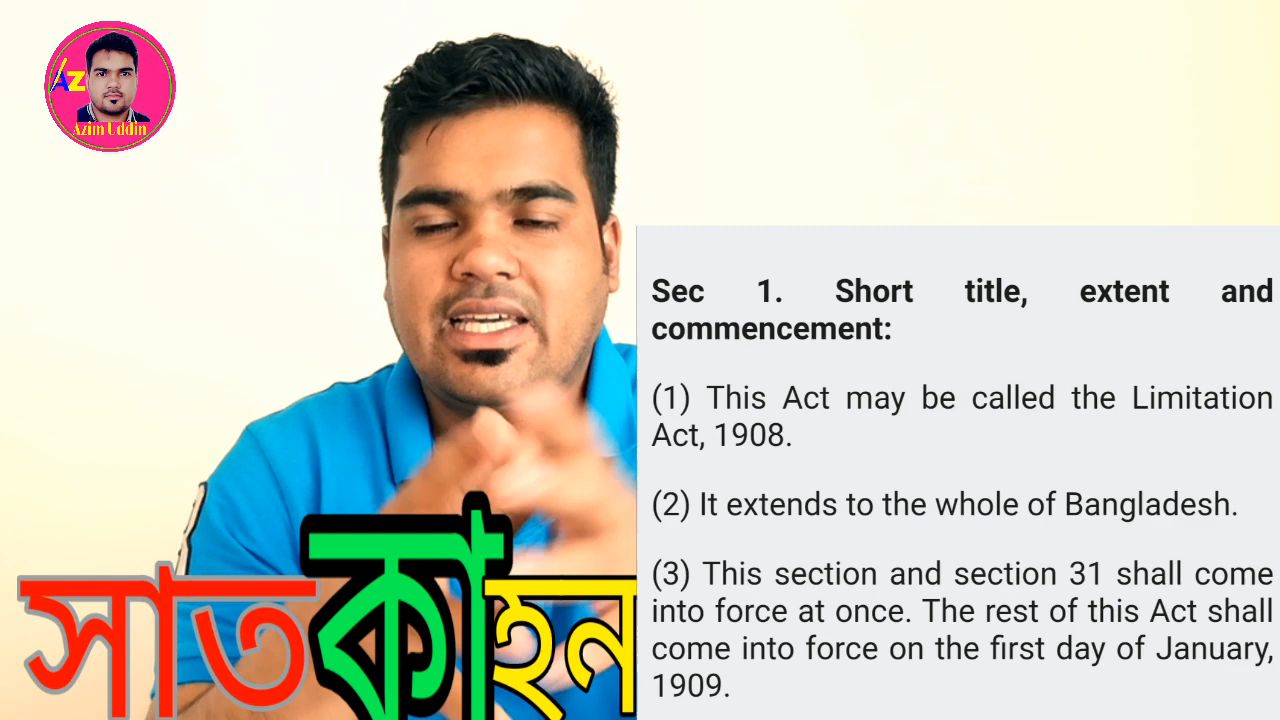 AZ
Azim Uddin
Sec 1. Short title, extent and
commencement:
(1) This Act may be called the Limitation
Act, 1908.
(2) It extends to the whole of Bangladesh.
(3) This section and section 31 shall come
into force at once. The rest of this Act shall
come into force on the first day of January,
1909.
সাতকাহন